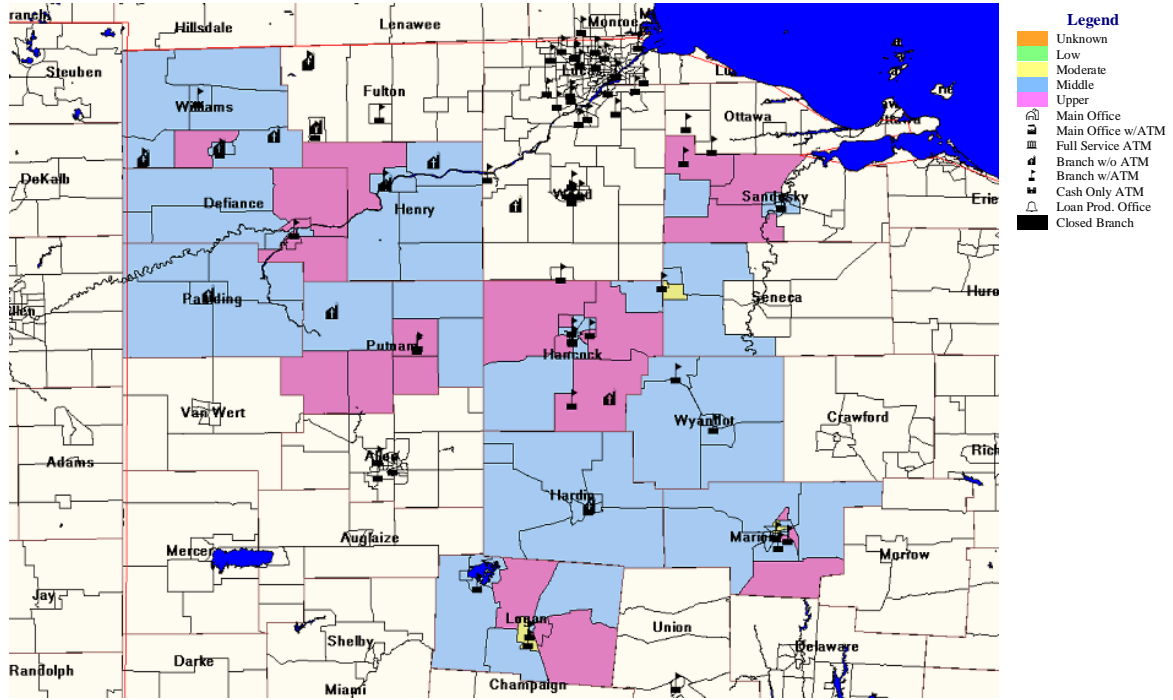 Hillsdale
Lenawee
Monroe
Steuben
Fulton
Williams
Ottawa
DeKalb
Defiance
Henry
Sandusky
Erie
Paulding
Seneca
Putnam
Hancock
Van Wert
Wyandot
Crawford
Adams
Allen
Hardin
Auglaize
Mercer
Marion
Morrow
Jay
Logan
Union
Shelby
Delaware
Randolph
Darke
Miami
Champaign
Legend
Unknown
Low
Moderate
Middle
Upper
Main Office
Main Office w/ATM
Full Service ATM
Branch w/o ATM
Branch w/ATM
Cash Only ATM
Loan Prod. Office
Closed Branch